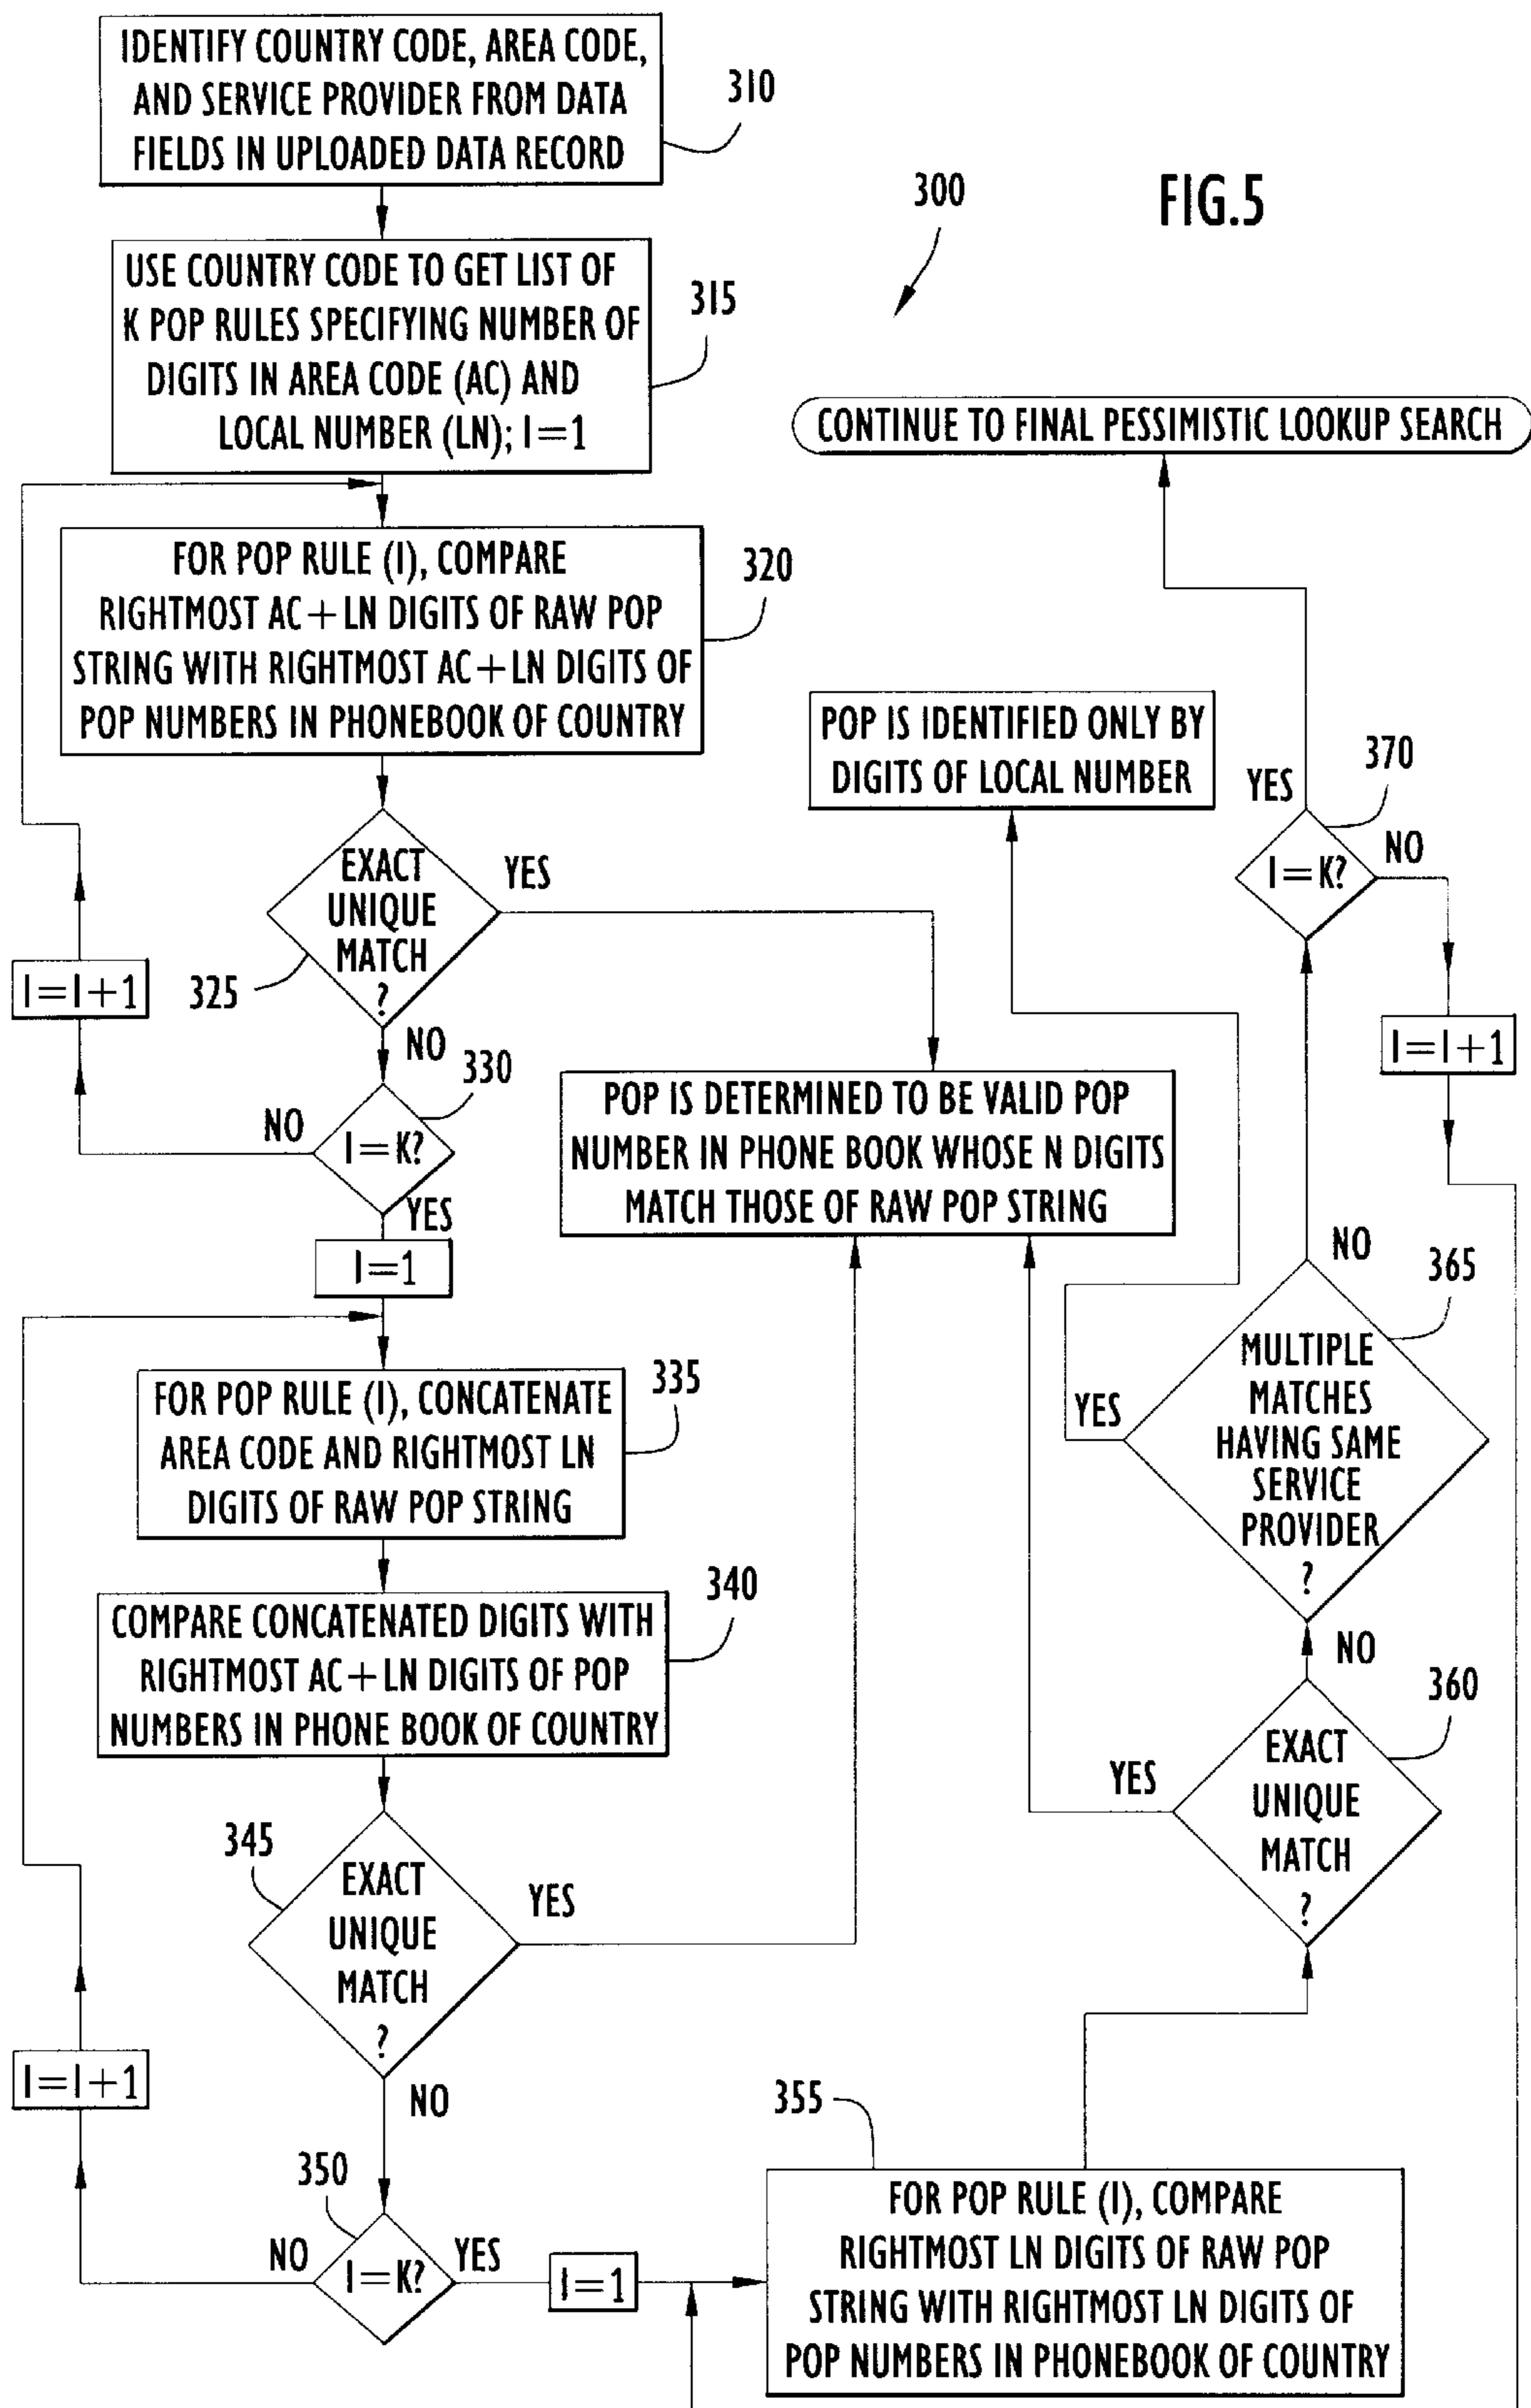 IDENTIFY COUNTRY CODE, AREA CODE,
AND SERVICE PROVIDER FROM DATA
FIELDS IN UPLOADED DATA RECORD
310
300
FIG.5
USE COUNTRY CODE TO GET LIST OF
K POP RULES SPECIFYING NUMBER OF
DIGITS IN AREA CODE (AC) AND
LOCAL NUMBER (LN); I=1
315
CONTINUE TO FINAL PESSIMISTIC LOOKUP SEARCH
FOR POP RULE (I), COMPARE
RIGHTMOST AC+LN DIGITS OF RAW POP
STRING WITH RIGHTMOST AC+LN DIGITS OF
POP NUMBERS IN PHONEBOOK OF COUNTRY
320
POP IS IDENTIFIED ONLY BY
DIGITS OF LOCAL NUMBER
EXACT
UNIQUE
MATCH
?
325
YES
NO
I=I+1
330
I=K?
NO
YES
I=1
POP IS DETERMINED TO BE VALID POP
NUMBER IN PHONE BOOK WHOSE N DIGITS
MATCH THOSE OF RAW POP STRING
370
YES
I=K?
NO
I=I+1
NO
365
MULTIPLE
MATCHES
HAVING SAME
SERVICE
PROVIDER
?
YES
NO
360
EXACT
UNIQUE
MATCH
?
YES
FOR POP RULE (I), CONCATENATE
AREA CODE AND RIGHTMOST LN
DIGITS OF RAW POP STRING
335
COMPARE CONCATENATED DIGITS WITH
RIGHTMOST AC+LN DIGITS OF POP
NUMBERS IN PHONE BOOK OF COUNTRY
340
345
EXACT
UNIQUE
MATCH
?
YES
NO
I=I+1
350
I=K?
NO
YES
I=1
355
FOR POP RULE (I), COMPARE
RIGHTMOST LN DIGITS OF RAW POP
STRING WITH RIGHTMOST LN DIGITS OF
POP NUMBERS IN PHONEBOOK OF COUNTRY